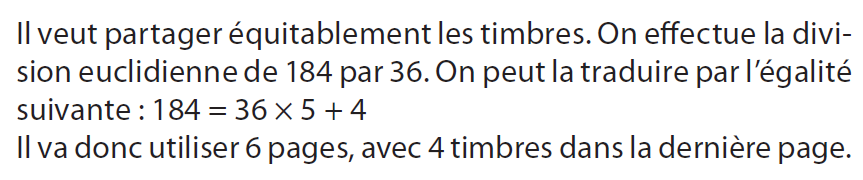 Il veut partager équitablement les timbres. On effectue la divi-
sion euclidienne de 184 par 36. On peut la traduire par l’égalité
suivante : 184 = 36 × 5 + 4
Il va donc utiliser 6 pages, avec 4 timbres dans la dernière page.